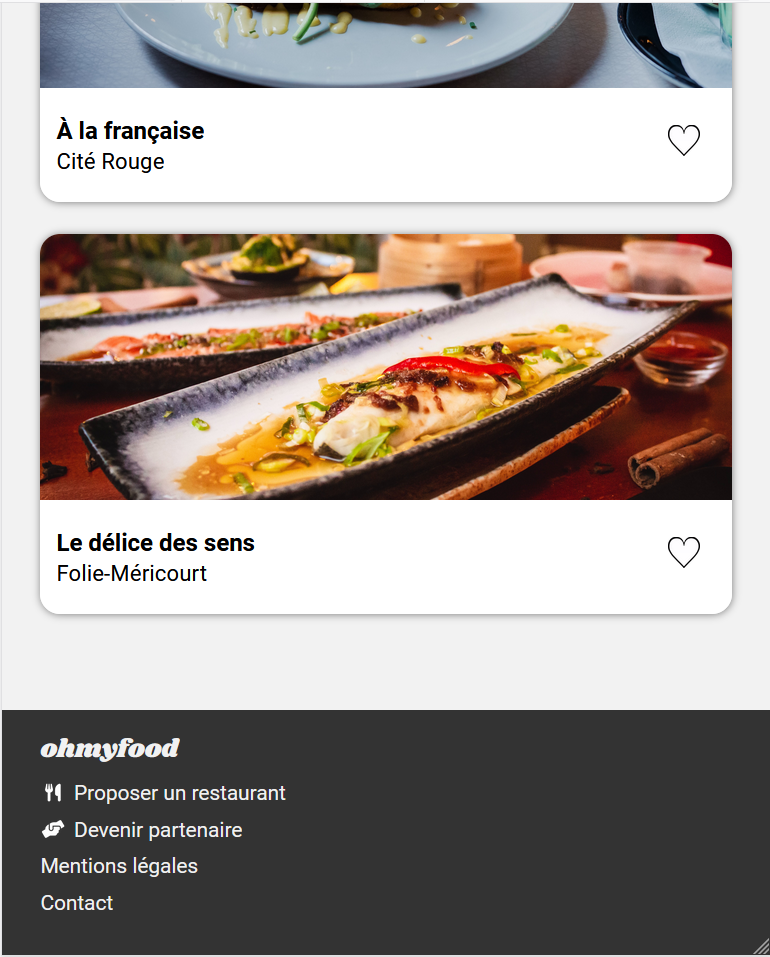 À la française
Cité Rouge
Le délice des sens
Folie-Méricourt
ohmyfood
Proposer un restaurant
Devenir partenaire
Mentions légales
Contact